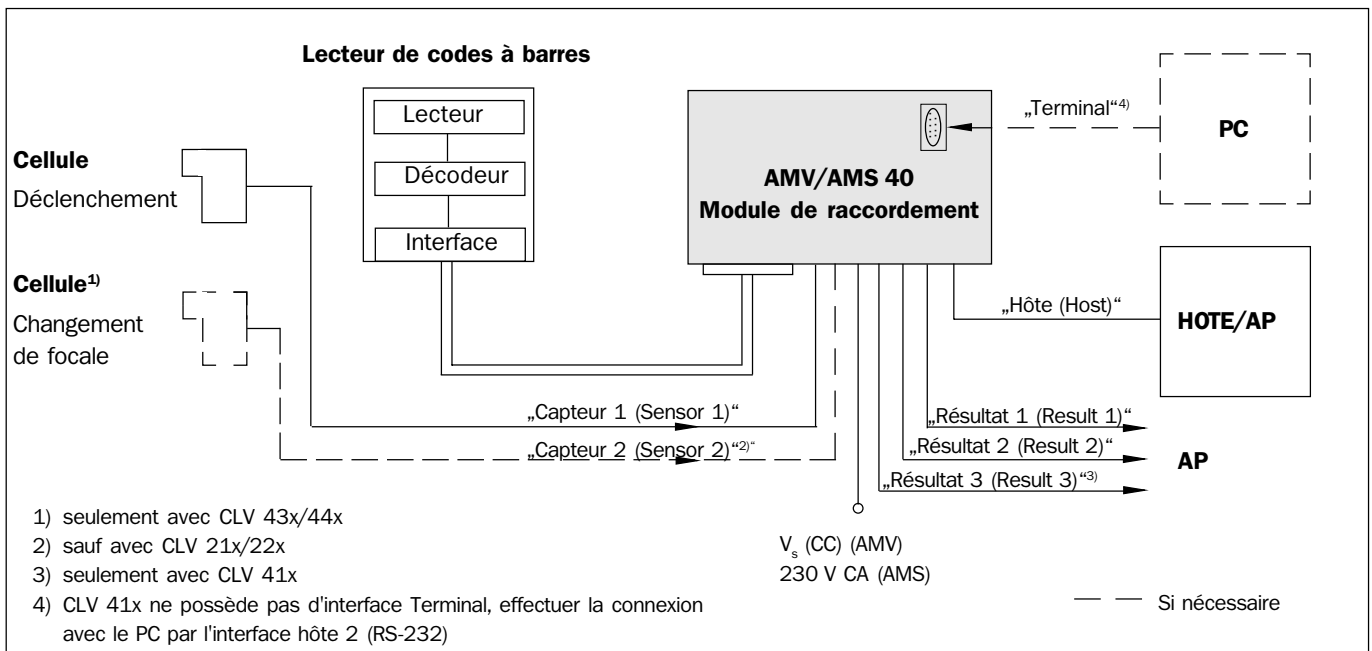 Lecteur de codes à barres
Lecteur
Décodeur
Interface
Cellule
Déclenchement
Cellule1)
Changement
de focale
AMV/AMS 40
Module de raccordement
„Terminal“4)
PC
„Hôte (Host)“
HOTE/AP
„Capteur 1 (Sensor 1)“
„Capteur 2 (Sensor 2)“2)“
„Résultat 1 (Result 1)“
„Résultat 2 (Result 2)“
„Résultat 3 (Result 3)“3)
AP
Vs (CC) (AMV)
230 V CA (AMS)
1) seulement avec CLV 43x/44x
2) sauf avec CLV 21x/22x
3) seulement avec CLV 41x
4) CLV 41x ne possède pas d'interface Terminal, effectuer la connexion
avec le PC par l'interface hôte 2 (RS-232)
Si nécessaire